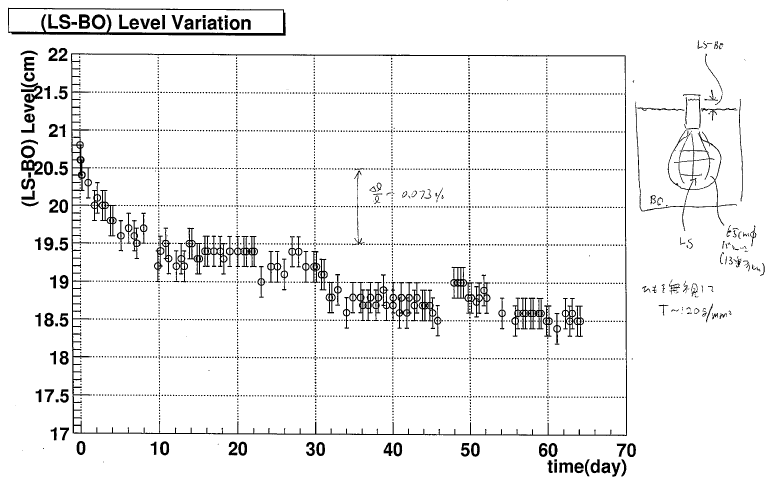 (LS-BO) Level Variation
(LS-BO) Level(cm)
22
21.5
21
20.5
20
19.5
19
18.5
18
17.5
17
0
10
20
30
40
50
60
70
time(day)
Δl/l ~ 0.073%
LS-BO
BO
LS
65cmφ
T~120g/mm²